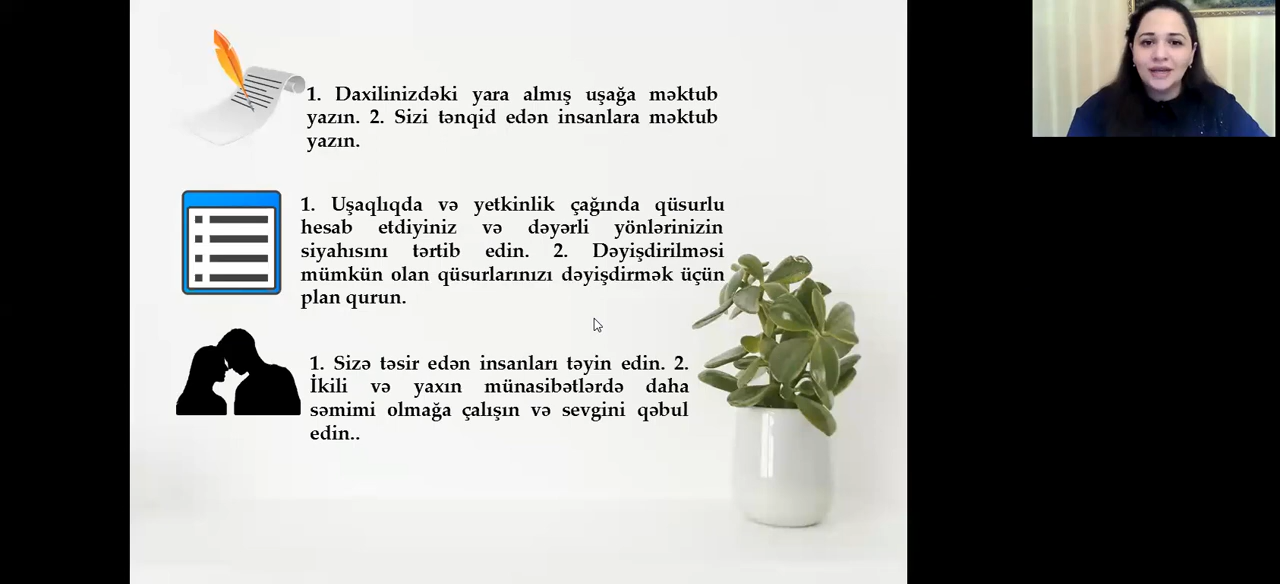 1. Daxilinizdəki yara almış uşağa məktub
yazın. 2. Sizi tənqid edən insanlara məktub
yazın.
1. Uşaqlıqda və yetkinlik çağında qüsurlu
hesab etdiyiniz və dəyərli yönlərinizin
siyahısını tərtib edin. 2. Dəyişdirilməsi
mümkün olan qüsurlarınızı dəyişdirmək üçün
plan qurun.
1. Sizə təsir edən insanları təyin edin. 2.
İkili və yaxın münasibətlərdə daha
səmimi olmağa çalışın və sevgini qəbul
edin..